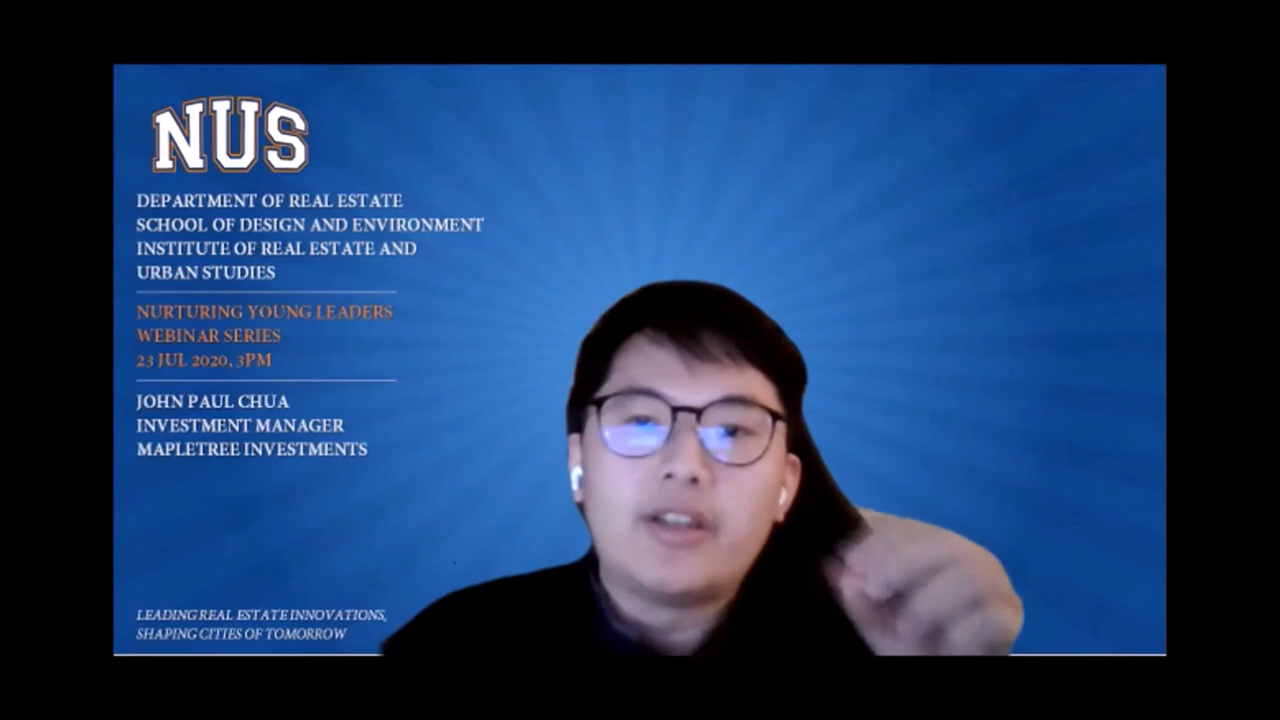 NUS
DEPARTMENT OF REAL ESTATE
SCHOOL OF DESIGN AND ENVIRONMENT
INSTITUTE OF REAL ESTATE AND
URBAN STUDIES
NURTURING YOUNG LEADERS
WEBINAR SERIES
23 JUL 2020, 3PM
JOHN PAUL CHUA
INVESTMENT MANAGER
MAPLETREE INVESTMENTS
LEADING REAL ESTATE INNOVATIONS,
SHAPING CITIES OF TOMORROW